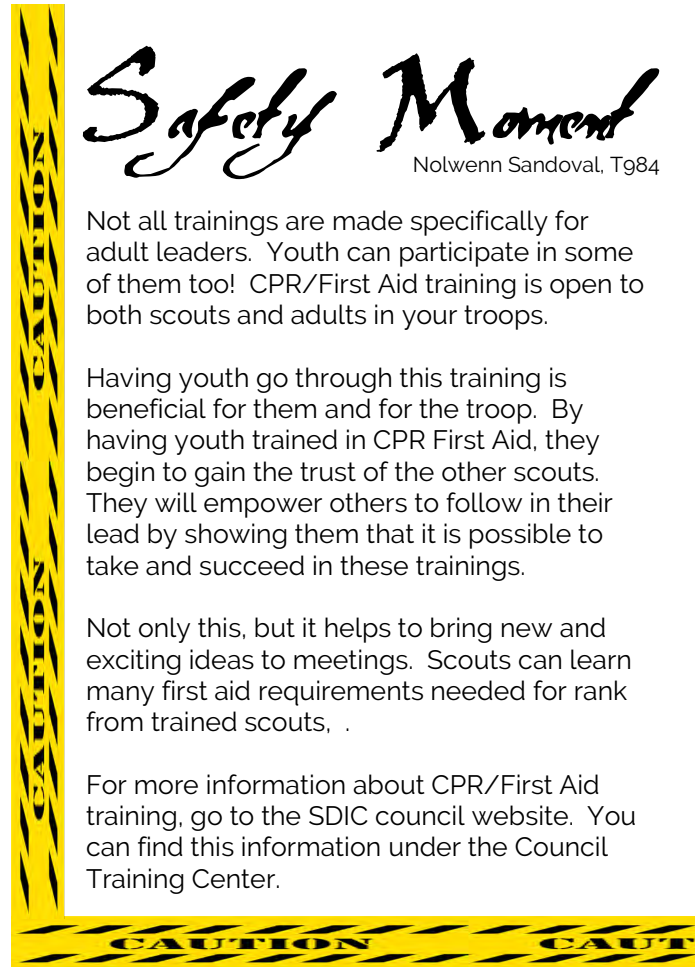 Safety Moment
Nolwenn Sandoval, T984
Not all trainings are made specifically for
adult leaders.  Youth can participate in some
of them too!  CPR/First Aid training is open to
both scouts and adults in your troops.
Having youth go through this training is
beneficial for them and for the troop.  By
having youth trained in CPR First Aid, they
begin to gain the trust of the other scouts.
They will empower others to follow in their
lead by showing them that it is possible to
take and succeed in these trainings.
Not only this, but it helps to bring new and
exciting ideas to meetings.  Scouts can learn
many first aid requirements needed for rank
from trained scouts,  .
For more information about CPR/First Aid
training, go to the SDIC council website.  You
can find this information under the Council
Training Center.
CAUTION
CAUTION
CAUTION CAUT